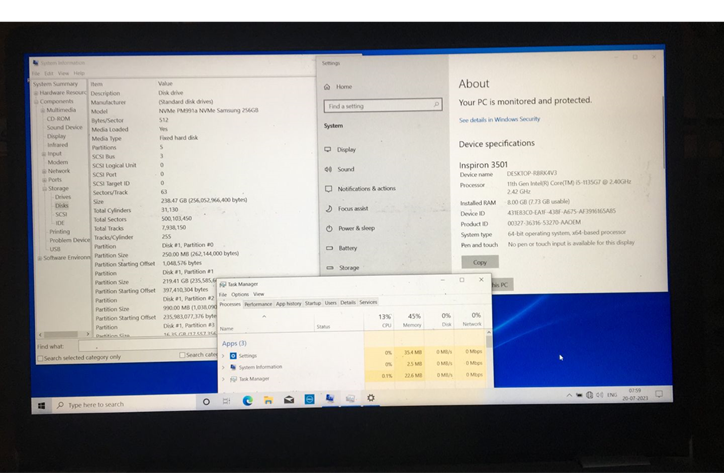 System Information
File Edit View Help
System Summary
Hardware Resourc
Components
Multimedia
CD-ROM
Sound Device
Display
Infrared
Input
Modem
Network
Ports
Storage
Drives
Disks
SCSI
IDE
Printing
Problem Device
USB
Software Environm
Item Value
Description Disk drive
Manufacturer (Standard disk drives)
Model NVMe PM991a NVMe Samsung 256GB
Bytes/Sector 512
Media Loaded Yes
Media Type Fixed hard disk
Partitions 5
SCSI Bus 3
SCSI Logical Unit 0
SCSI Port 0
SCSI Target ID 0
Sectors/Track 63
Size 238.47 GB (256,052,966,400 bytes)
Total Cylinders 31,130
Total Sectors 500,103,450
Total Tracks 7,938,150
Tracks/Cylinder 255
Partition Disk #1, Partition #0
Partition Size 250.00 MB (262,144,000 bytes)
Partition Starting Offset 1,048,576 bytes
Partition Disk #1, Partition #1
Partition Size 219.41 GB (235,585,
Partition Starting Offset 397,410,304 bytes
Partition Disk #1, Partition #2
Partition Size 990.00 MB (1,038,090
Partition Starting Offset 235,983,077,376 byte
Partition Disk #1, Partition #3
Partition Size
Find what:
Search selected category only
Search cate
Settings
Home
Find a setting
System
Display
Sound
Notifications & actions
Focus assist
Power & sleep
Battery
Storage
About
Your PC is monitored and protected.
See details in Windows Security
Device specifications
Inspiron 3501
Device name
Processor 11th Gen Intel(R) Core(TM) i5-1135G7 @ 2.40GHz
2.42 GHz
Installed RAM 8.00 GB (7.73 GB usable)
Device ID
Product ID 00327-36316-53270-AAOEM
System type 64-bit operating system, x64-based processor
Pen and touch No pen or touch input is available for this display
Copy
his PC
Task Manager
File Options View
Processes Performance App history Startup Users Details Services
13% 45% 0% 0%
Name Status CPU Memory Disk Network
Apps (3)
Settings 0% 35.4 MB 0 MB/s 0 Mbps
System Information 0% 2.5 MB 0 MB/s 0 Mbps
Task Manager 0.1% 22.8 MB 0 MB/s 0 Mbps
Type here to search
ENG
07:59
20-07-2023